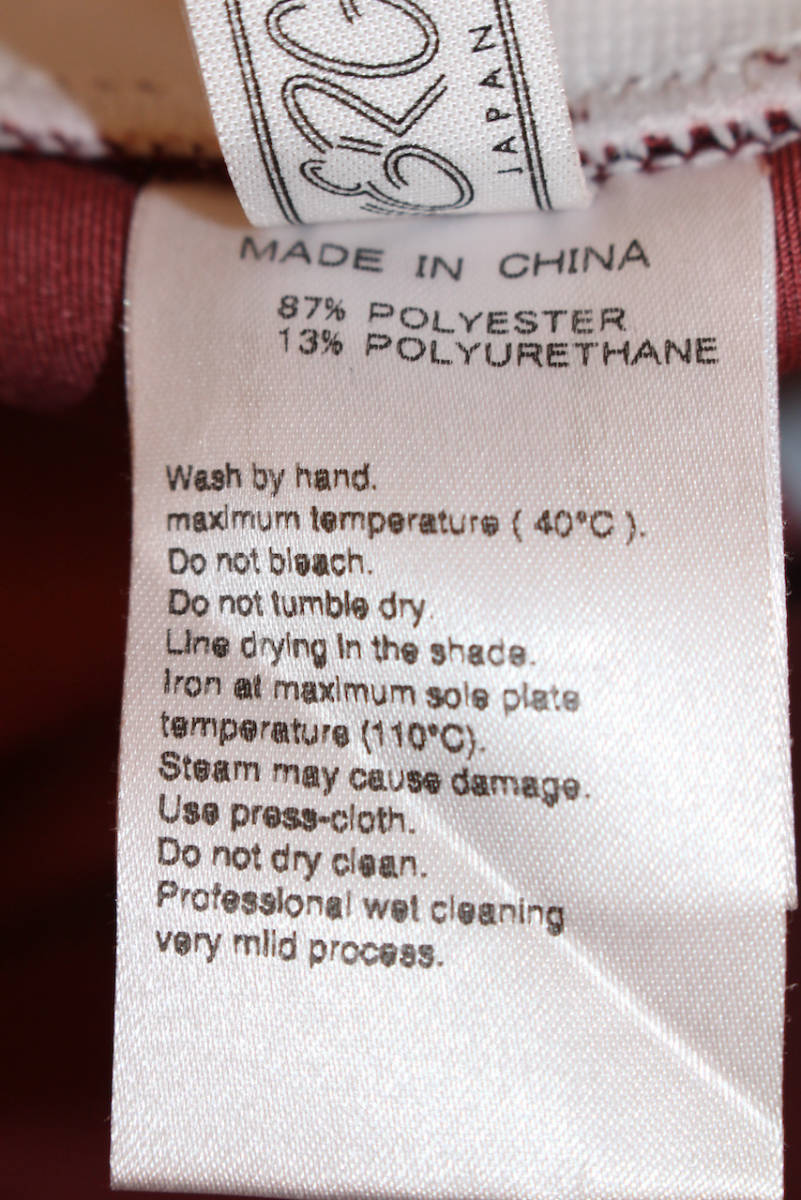 JAPAN
MADE IN CHINA
87% POLYESTER
13% POLYURETHANE
Wash by hand.
maximum temperature ( 40°C ).
Do not bleach.
Do not tumble dry.
Line drying in the shade.
Iron at maximum sole plate
temperature (110°C).
Steam may cause damage.
Use press-cloth.
Do not dry clean.
Professional wet cleaning
very mild process.